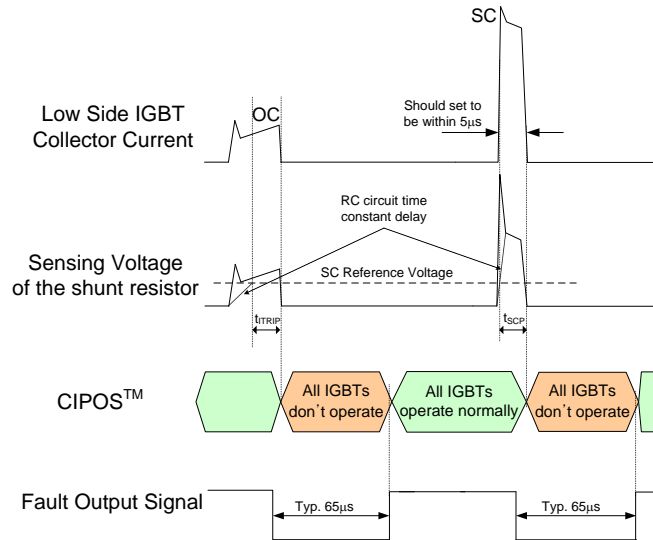 SC
OC
Should set to
be within 5µs
Low Side IGBT
Collector Current
RC circuit time
constant delay
Sensing Voltage
of the shunt resistor
SC Reference Voltage
tITRIP
tSCP
CIPOS™
All IGBTs
don't operate
All IGBTs
operate normally
All IGBTs
don't operate
Fault Output Signal
Typ. 65µs
Typ. 65µs